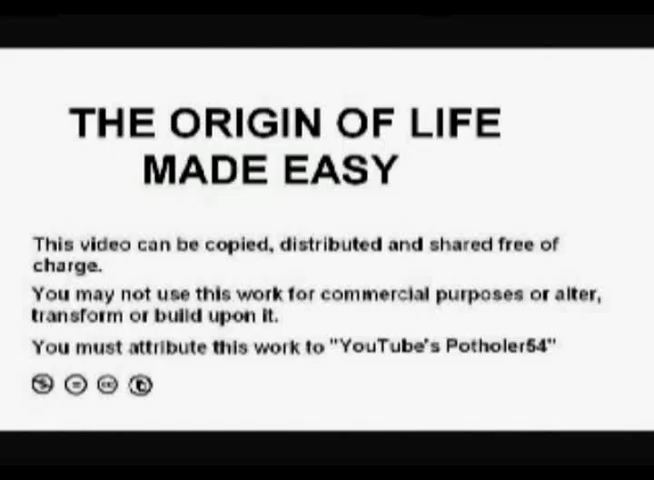 THE ORIGIN OF LIFE
MADE EASY
This video can be copied, distributed and shared free of
charge.
You may not use this work for commercial purposes or alter,
transform or build upon it.
You must attribute this work to "YouTube's Potholer54"